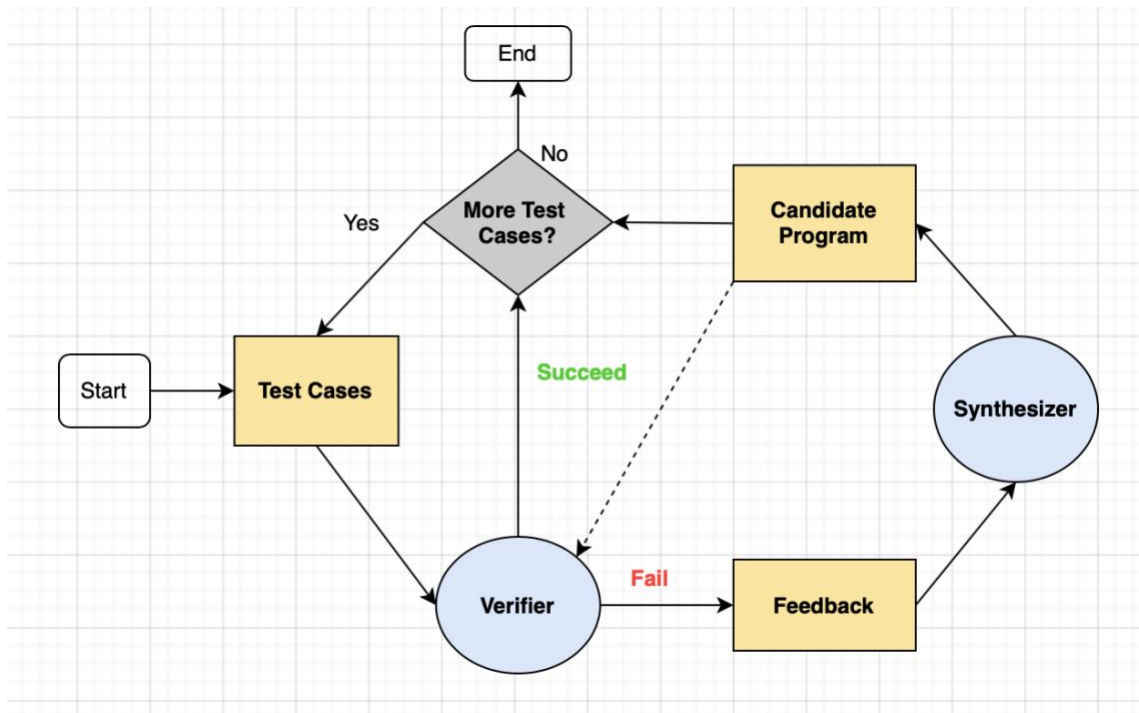 End
No
More Test
Cases?
Candidate
Program
Yes
Succeed
Start
Test Cases
Synthesizer
Fail
Verifier
Feedback